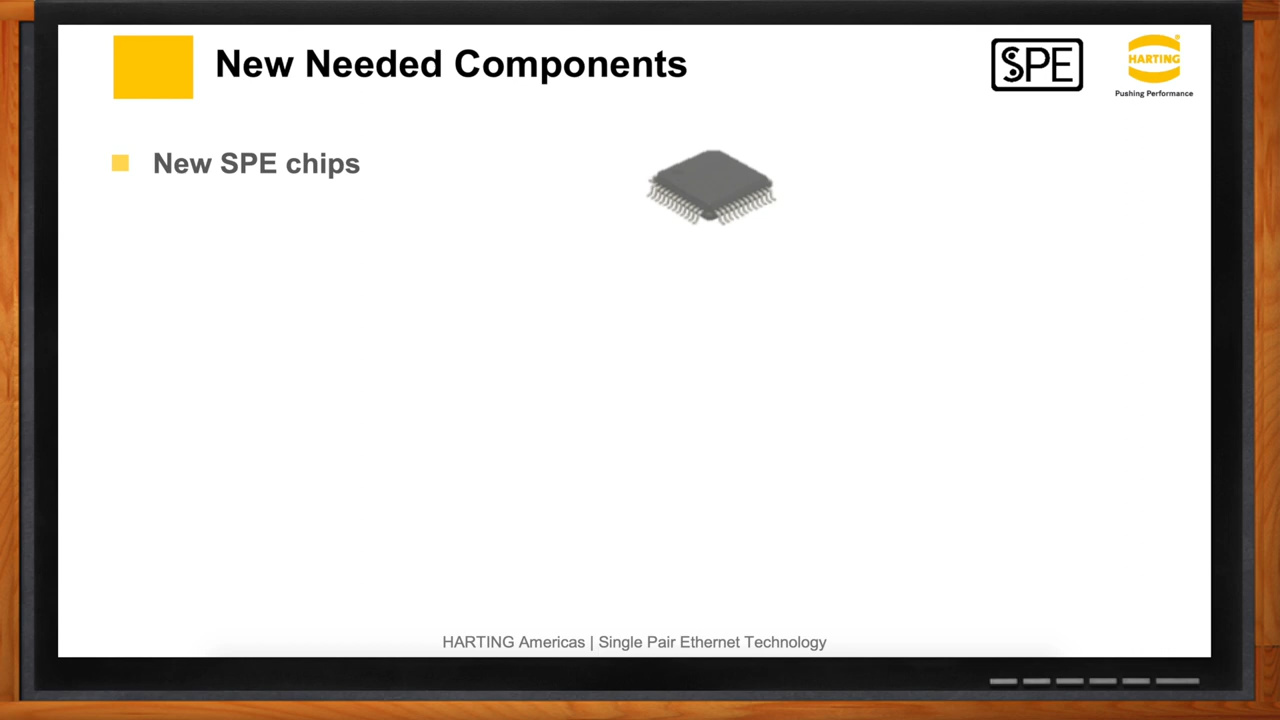 New Needed Components
SPE
HARTING
Pushing Performance
New SPE chips
HARTING Americas | Single Pair Ethernet Technology